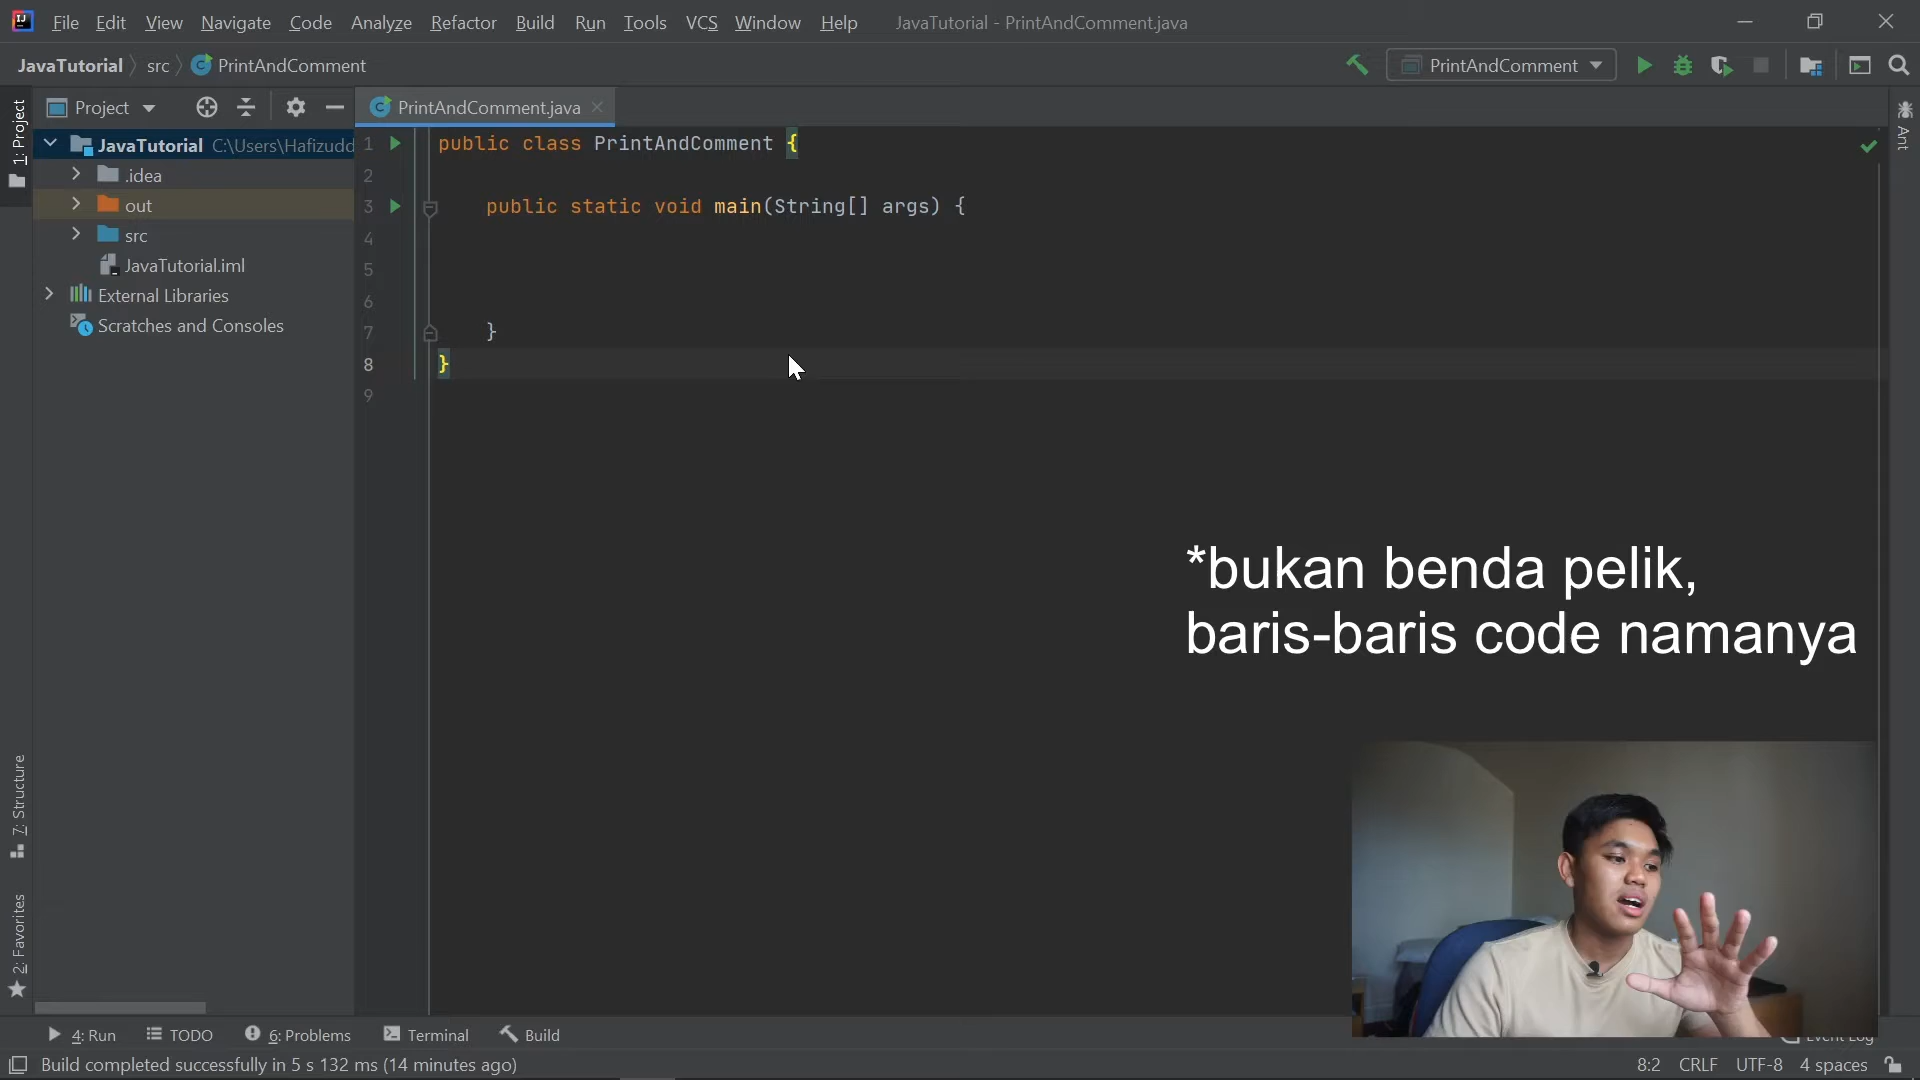 File Edit View Navigate Code Analyze Refactor Build Run Tools VCS Window Help JavaTutorial - PrintAndComment.java
JavaTutorial src PrintAndComment PrintAndComment
1: Project
Project
PrintAndComment.java
Ant
JavaTutorial C:\Users\Hafizudd
.idea
out
src
JavaTutorial.iml
External Libraries
Scratches and Consoles
1 public class PrintAndComment {
2
3 public static void main(String[] args) {
4
5
6
7 }
8 }
9
*bukan benda pelik,
baris-baris code namanya
7: Structure
2: Favorites
4: Run TODO 6: Problems Terminal Build Event Log
Build completed successfully in 5 s 132 ms (14 minutes ago) 8:2 CRLF UTF-8 4 spaces